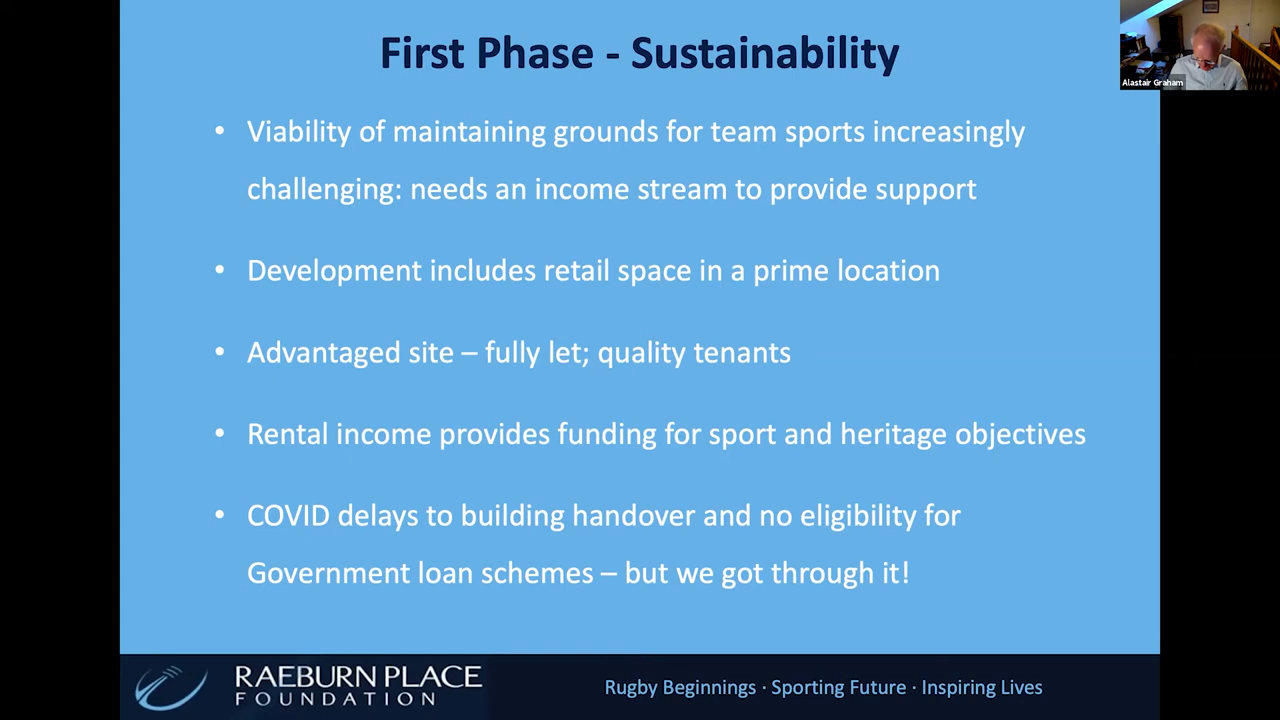 First Phase - Sustainability
Alastair Graham
• Viability of maintaining grounds for team sports increasingly
challenging: needs an income stream to provide support
• Development includes retail space in a prime location
• Advantaged site – fully let; quality tenants
• Rental income provides funding for sport and heritage objectives
• COVID delays to building handover and no eligibility for
Government loan schemes – but we got through it!
RAEBURN PLACE
FOUNDATION
Rugby Beginnings · Sporting Future · Inspiring Lives